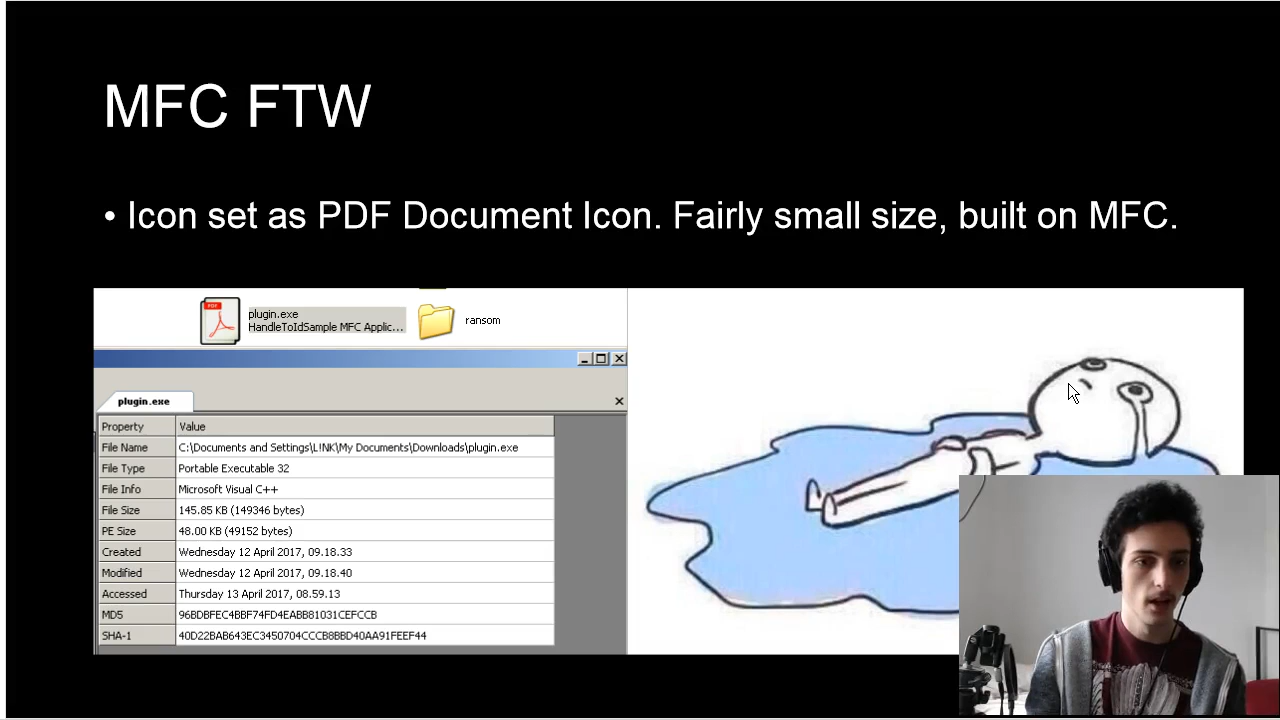 MFC FTW
• Icon set as PDF Document Icon. Fairly small size, built on MFC.
PDF
plugin.exe
HandleToIdSample MFC Applic...
ransom
plugin.exe
Property Value
File Name C:\Documents and Settings\L!NK\My Documents\Downloads\plugin.exe
File Type Portable Executable 32
File Info Microsoft Visual C++
File Size 145.85 KB (149346 bytes)
PE Size 48.00 KB (49152 bytes)
Created Wednesday 12 April 2017, 09.18.33
Modified Wednesday 12 April 2017, 09.18.40
Accessed Thursday 13 April 2017, 08.59.13
MD5 96BDBFEC4BBF74FD4EABB81031CEFCCB
SHA-1 40D22BAB643EC3450704CCCB8BBD40AA91FEEF44